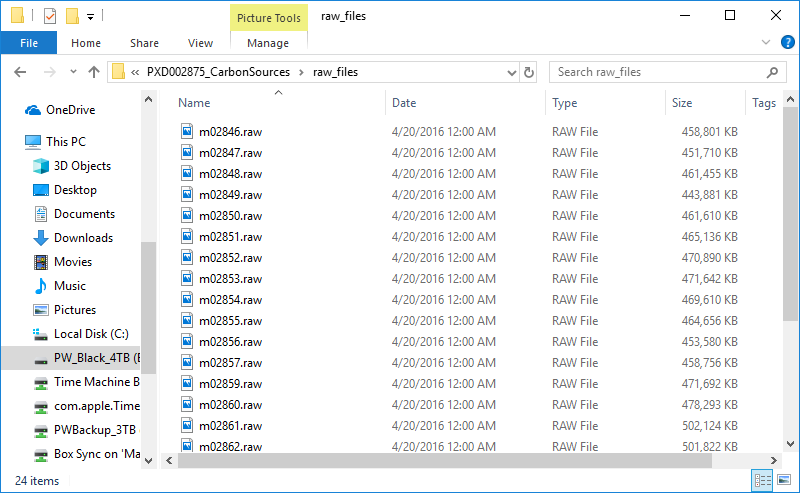 Picture Tools raw_files
File Home Share View Manage
« PXD002875_CarbonSources › raw_files Search raw_files
Name Date Type Size Tags
OneDrive
This PC
3D Objects
Desktop
Documents
Downloads
Movies
Music
Pictures
Local Disk (C:)
PW_Black_4TB (
Time Machine B
com.apple.Time
PWBackup_3TB
Box Sync on 'Ma
m02846.raw 4/20/2016 12:00 AM RAW File 458,801 KB
m02847.raw 4/20/2016 12:00 AM RAW File 451,710 KB
m02848.raw 4/20/2016 12:00 AM RAW File 461,455 KB
m02849.raw 4/20/2016 12:00 AM RAW File 443,881 KB
m02850.raw 4/20/2016 12:00 AM RAW File 461,610 KB
m02851.raw 4/20/2016 12:00 AM RAW File 465,136 KB
m02852.raw 4/20/2016 12:00 AM RAW File 470,890 KB
m02853.raw 4/20/2016 12:00 AM RAW File 471,642 KB
m02854.raw 4/20/2016 12:00 AM RAW File 469,610 KB
m02855.raw 4/20/2016 12:00 AM RAW File 464,656 KB
m02856.raw 4/20/2016 12:00 AM RAW File 453,580 KB
m02857.raw 4/20/2016 12:00 AM RAW File 458,756 KB
m02859.raw 4/20/2016 12:00 AM RAW File 471,692 KB
m02860.raw 4/20/2016 12:00 AM RAW File 478,293 KB
m02861.raw 4/20/2016 12:00 AM RAW File 502,124 KB
m02862.raw 4/20/2016 12:00 AM RAW File 501,822 KB
24 items